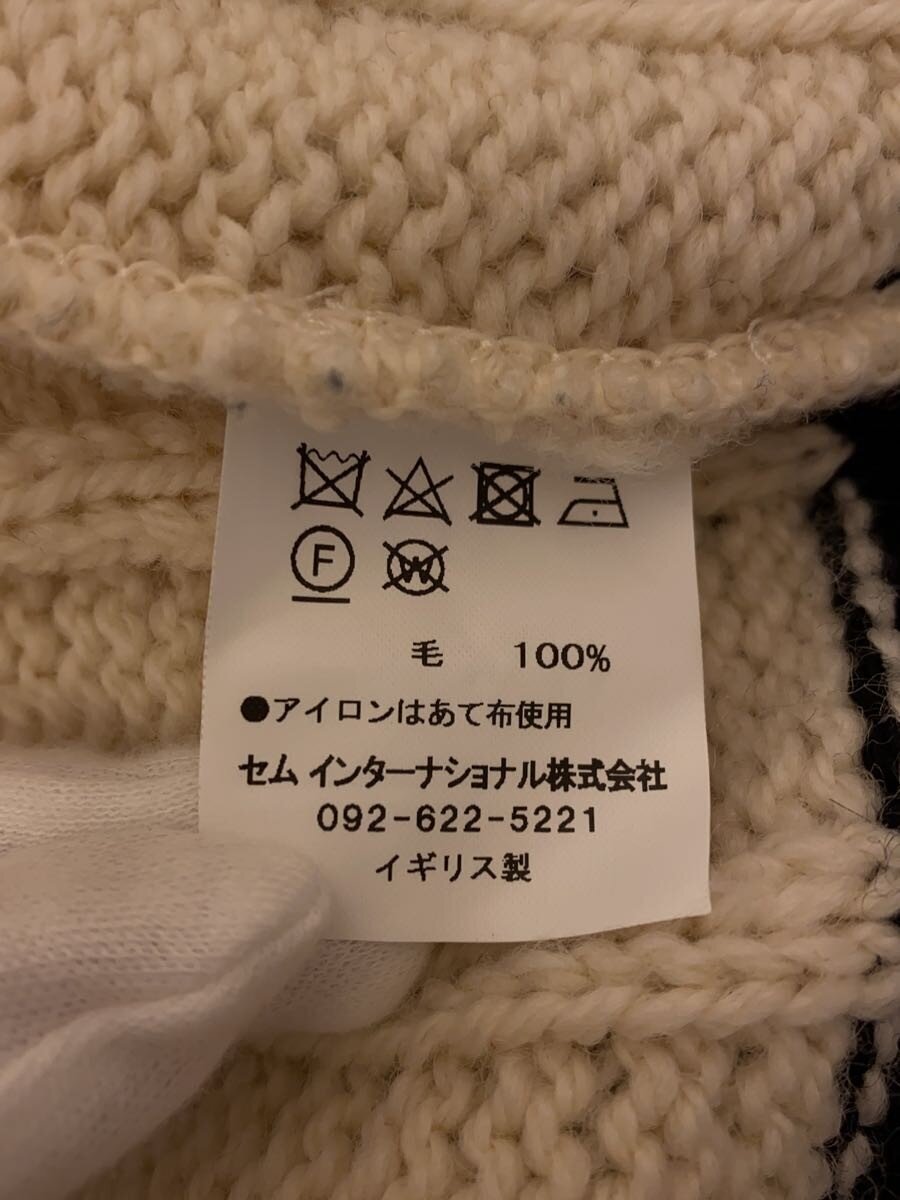 F W
毛 100%
●アイロンはあて布使用
セム インターナショナル株式会社
092-622-5221
イギリス製